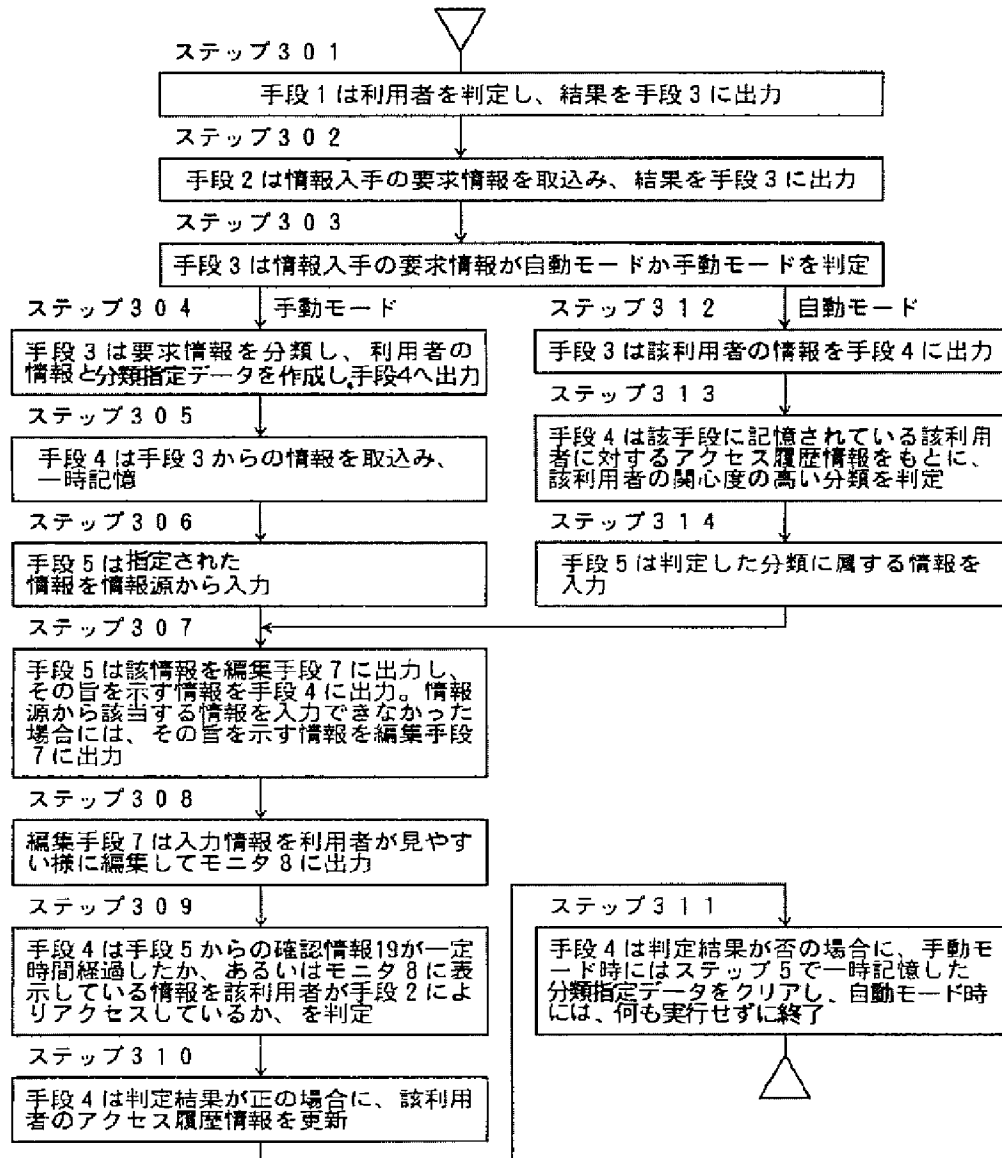 ステップ301
手段1は利用者を判定し、結果を手段3に出力
ステップ302
手段2は情報入手の要求情報を取込み、結果を手段3に出力
ステップ303
手段3は情報入手の要求情報が自動モードか手動モードを判定
ステップ304
手動モード
手段3は要求情報を分類し、利用者の
情報と分類指定データを作成し、手段4へ出力
ステップ305
手段4は手段3からの情報を取込み、
一時記憶
ステップ306
手段5は指定された
情報を情報源から入力
ステップ312
自動モード
手段3は該利用者の情報を手段4に出力
ステップ313
手段4は該手段に記憶されている該利用
者に対するアクセス履歴情報をもとに、
該利用者の関心度の高い分類を判定
ステップ314
手段5は判定した分類に属する情報を
入力
ステップ307
手段5は該情報を編集手段7に出力し、
その旨を示す情報を手段4に出力。情報
源から該当する情報を入力できなかった
場合には、その旨を示す情報を編集手段
7に出力
ステップ308
編集手段7は入力情報を利用者が見やす
い様に編集してモニタ8に出力
ステップ309
手段4は手段5からの確認情報19が一定
時間経過したか、あるいはモニタ8に表
示している情報を該利用者が手段2によ
りアクセスしているか、を判定
ステップ310
手段4は判定結果が正の場合に、該利用
者のアクセス履歴情報を更新
ステップ311
手段4は判定結果が否の場合に、手動モ
ード時にはステップ5で一時記憶した
分類指定データをクリアし、自動モード時
には、何も実行せずに終了